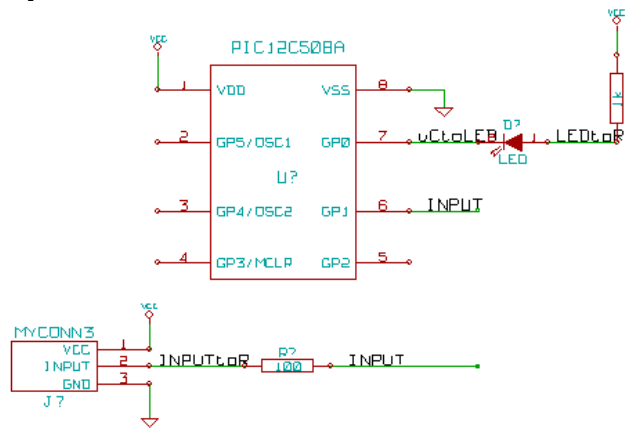 VCC
VCC
PIC12C508A
1 VDD VSS 8
1k
2 GP5/OSC1 GP0 7 uCtoLED D? 1 LEDtoR
LED
U?
3 GP4/OSC2 GP1 6 INPUT
4 GP3/MCLR GP2 5
VCC
MYCONN3
VCC 1
INPUT 2 INPUTtoR R? INPUT
100
GND 3
J?